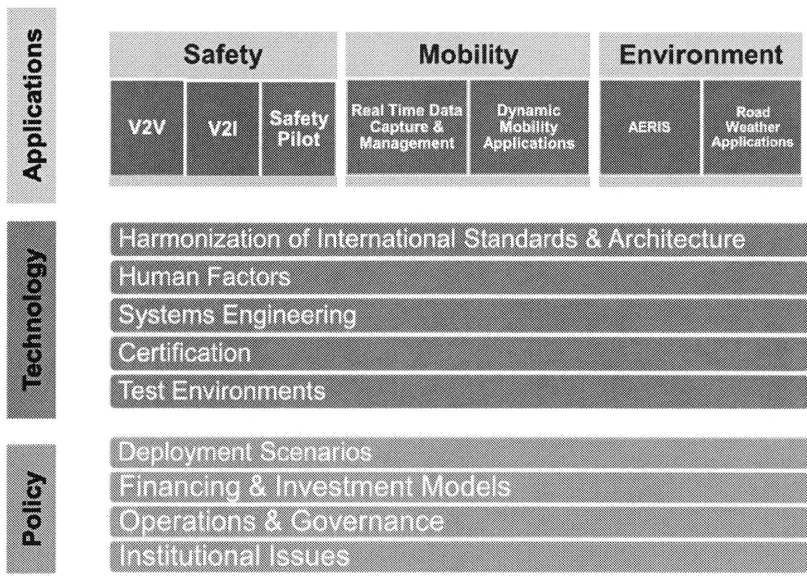 Applications
Safety
Mobility
Environment
V2V
V2I
Safety
Pilot
Real Time Data
Capture &
Management
Dynamic
Mobility
Applications
AERIS
Road
Weather
Applications
Technology
Harmonization of International Standards & Architecture
Human Factors
Systems Engineering
Certification
Test Environments
Policy
Deployment Scenarios
Financing & Investment Models
Operations & Governance
Institutional Issues